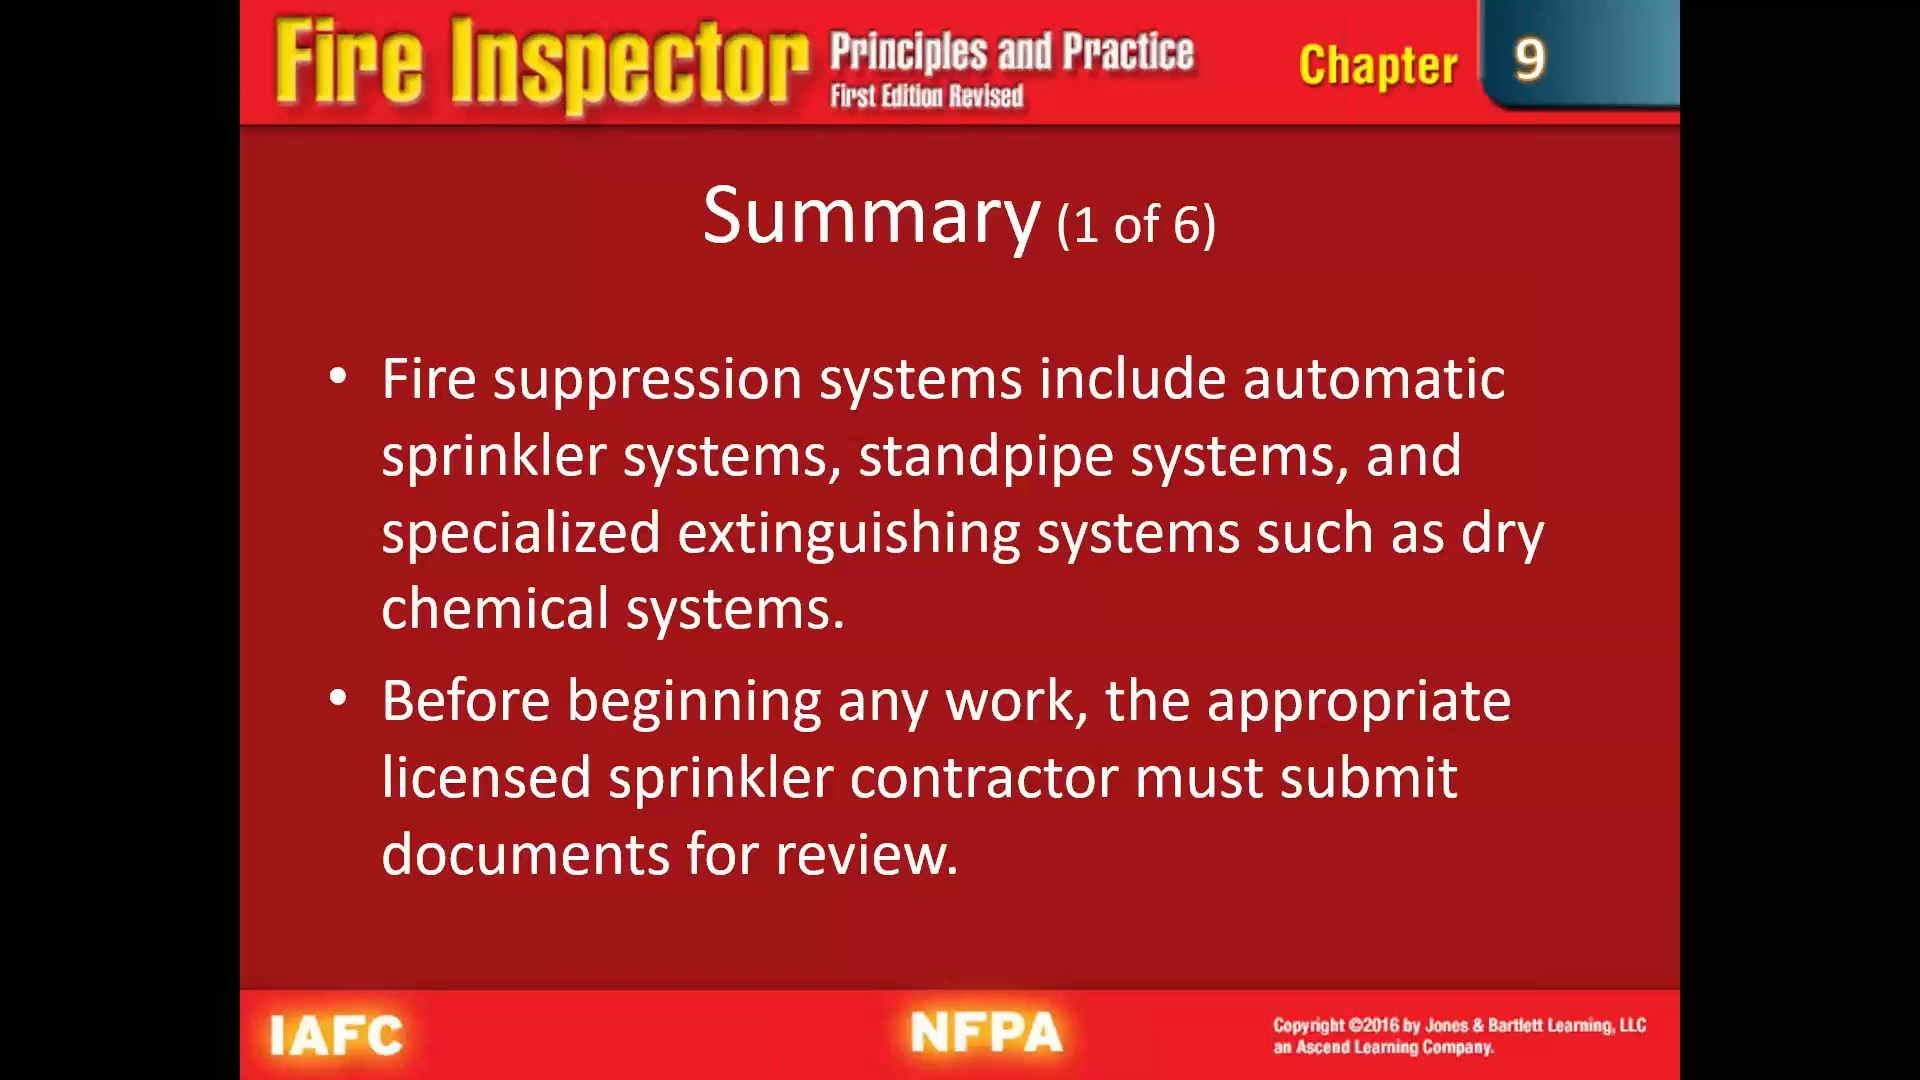 Fire Inspector Principles and Practice
First Edition Revised
Chapter 9
Summary (1 of 6)
• Fire suppression systems include automatic
sprinkler systems, standpipe systems, and
specialized extinguishing systems such as dry
chemical systems.
• Before beginning any work, the appropriate
licensed sprinkler contractor must submit
documents for review.
IAFC
NFPA
Copyright ©2016 by Jones & Bartlett Learning, LLC
an Ascend Learning Company.